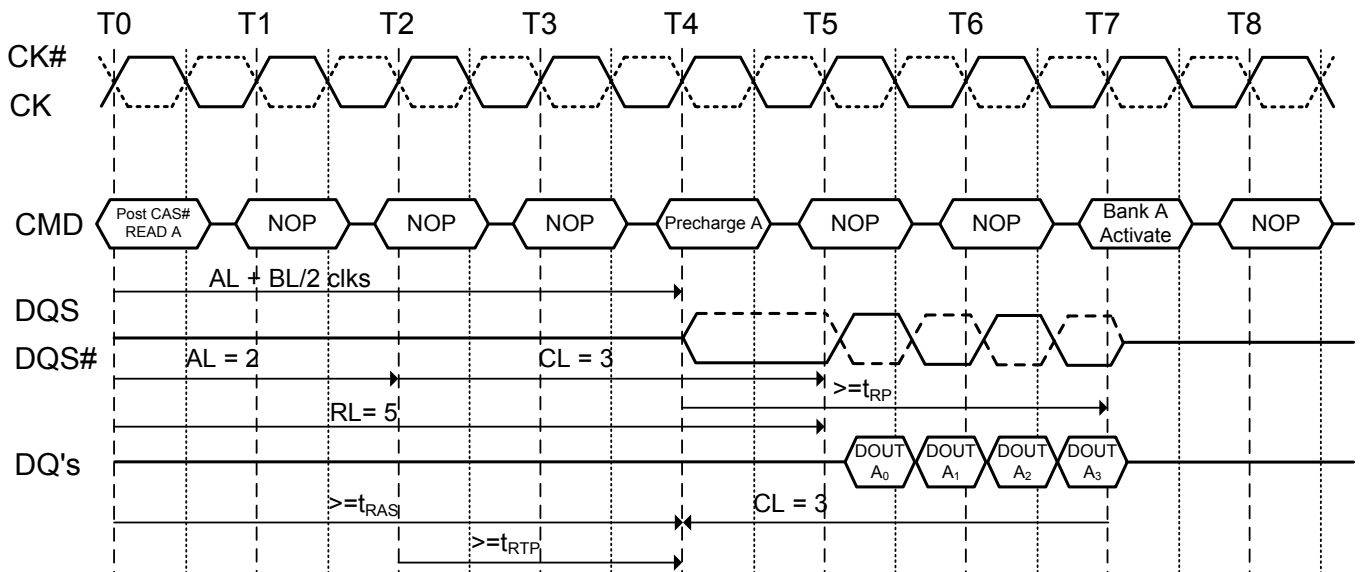 T0 T1 T2 T3 T4 T5 T6 T7 T8
CK#
CK
CMD
Post CAS#
READ A
NOP
NOP
NOP
Precharge A
NOP
NOP
Bank A
Activate
NOP
AL + BL/2 clks
DQS
DQS#
AL = 2
CL = 3
>=tRP
RL= 5
DQ's
DOUT
A0
DOUT
A1
DOUT
A2
DOUT
A3
>=tRAS
CL = 3
>=tRTP